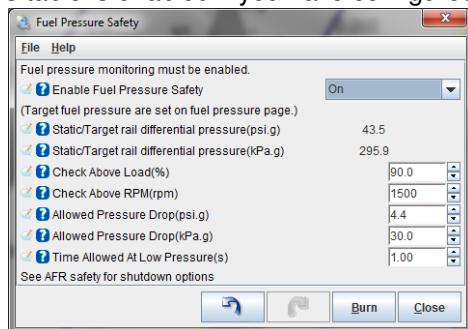 Fuel Pressure Safety
File Help
Fuel pressure monitoring must be enabled.
Enable Fuel Pressure Safety On
(Target fuel pressure are set on fuel pressure page.)
Static/Target rail differential pressure(psi.g) 43.5
Static/Target rail differential pressure(kPa.g) 295.9
Check Above Load(%) 90.0
Check Above RPM(rpm) 1500
Allowed Pressure Drop(psi.g) 4.4
Allowed Pressure Drop(kPa.g) 30.0
Time Allowed At Low Pressure(s) 1.00
See AFR safety for shutdown options
Burn Close